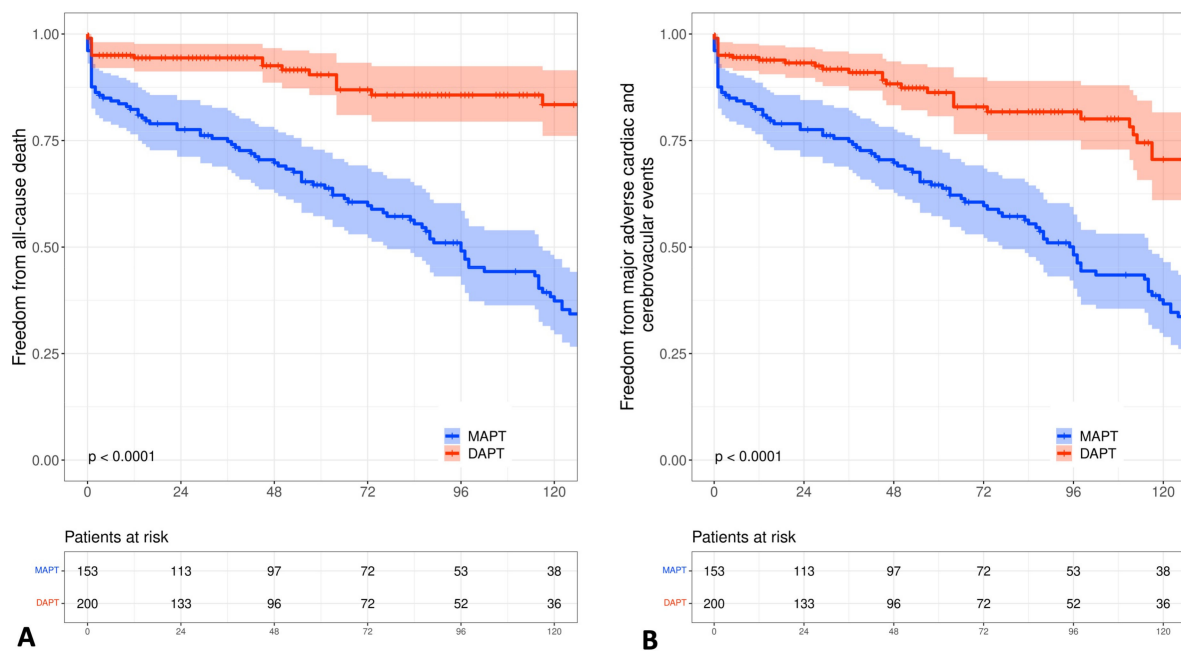 Freedom from all-cause death
1.00
0.75
0.50
0.25
0.00
p < 0.0001
MAPT
DAPT
0 24 48 72 96 120
Patients at risk
MAPT 153 113 97 72 53 38
DAPT 200 133 96 72 52 36
0 24 48 72 96 120
A
Freedom from major adverse cardiac and
cerebrovascular events
1.00
0.75
0.50
0.25
0.00
p < 0.0001
MAPT
DAPT
0 24 48 72 96 120
Patients at risk
MAPT 153 113 97 72 53 38
DAPT 200 133 96 72 52 36
0 24 48 72 96 120
B